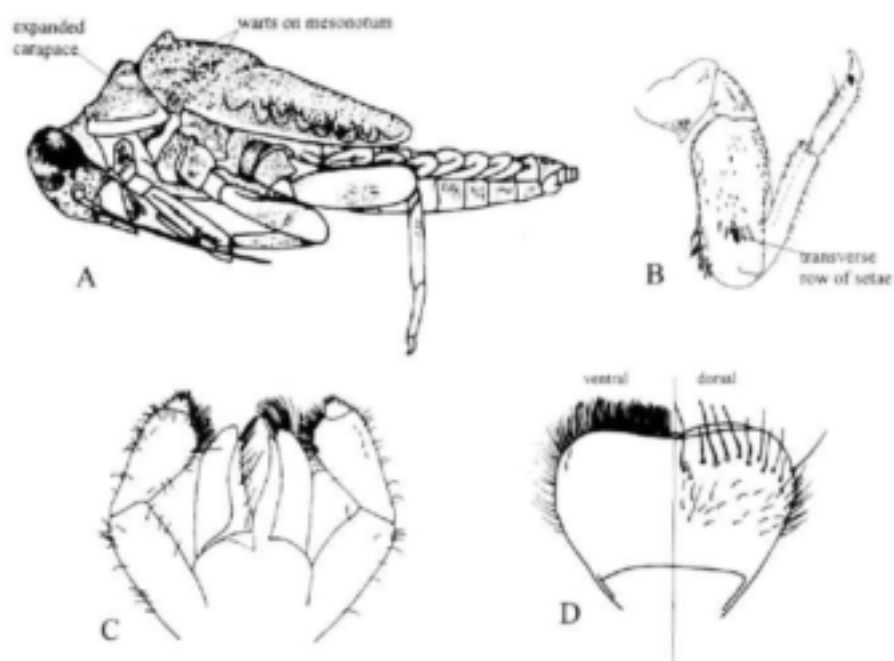 expanded
carapace
warts on mesonotum
A
B
transverse
row of setae
C
ventral
dorsal
D